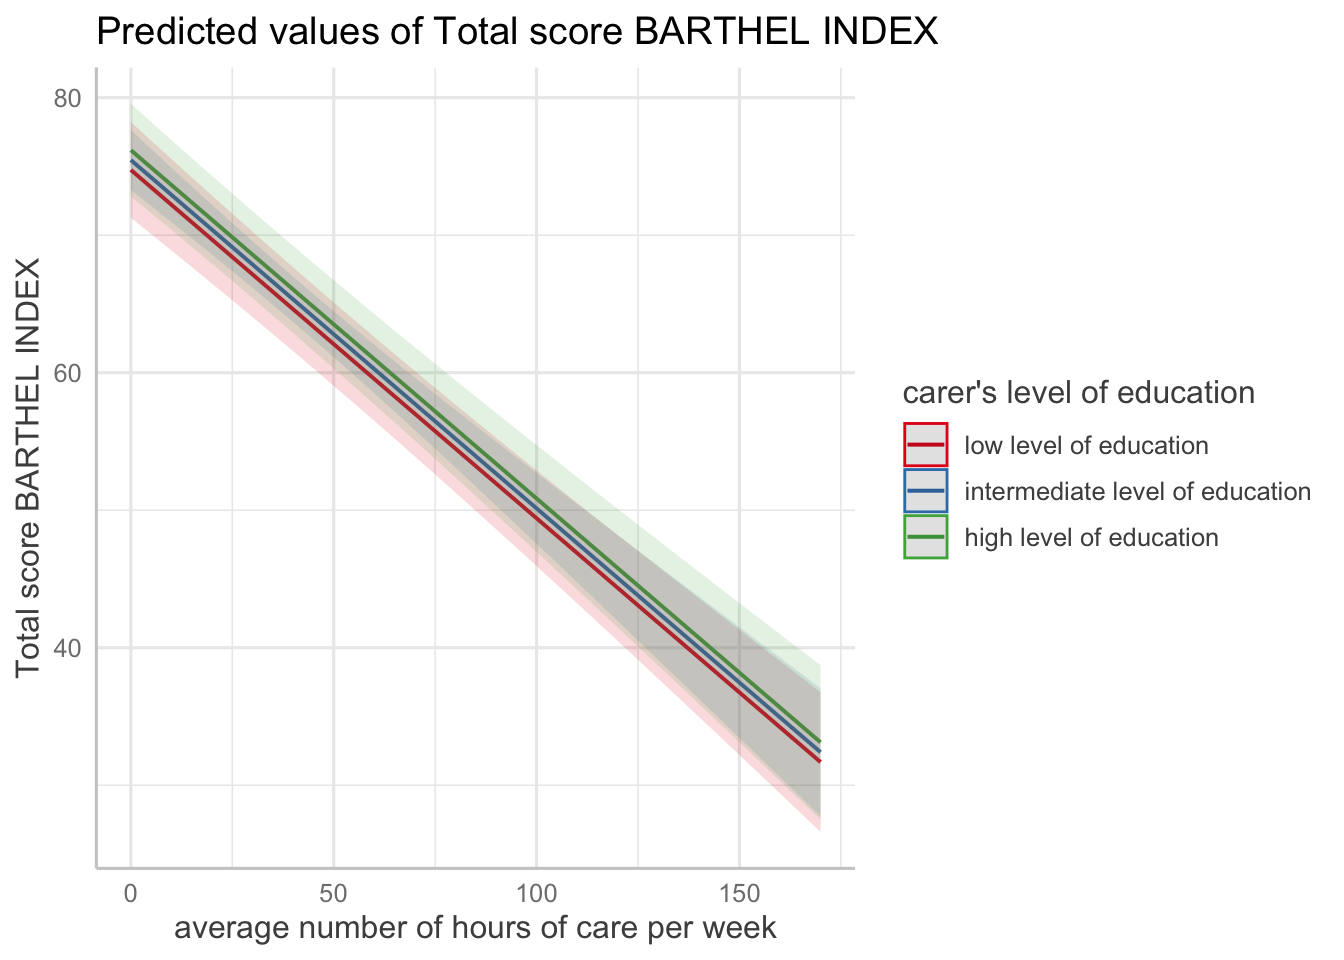 Predicted values of Total score BARTHEL INDEX
Total score BARTHEL INDEX
80
60
40
0 50 100 150
average number of hours of care per week
carer's level of education
low level of education
intermediate level of education
high level of education